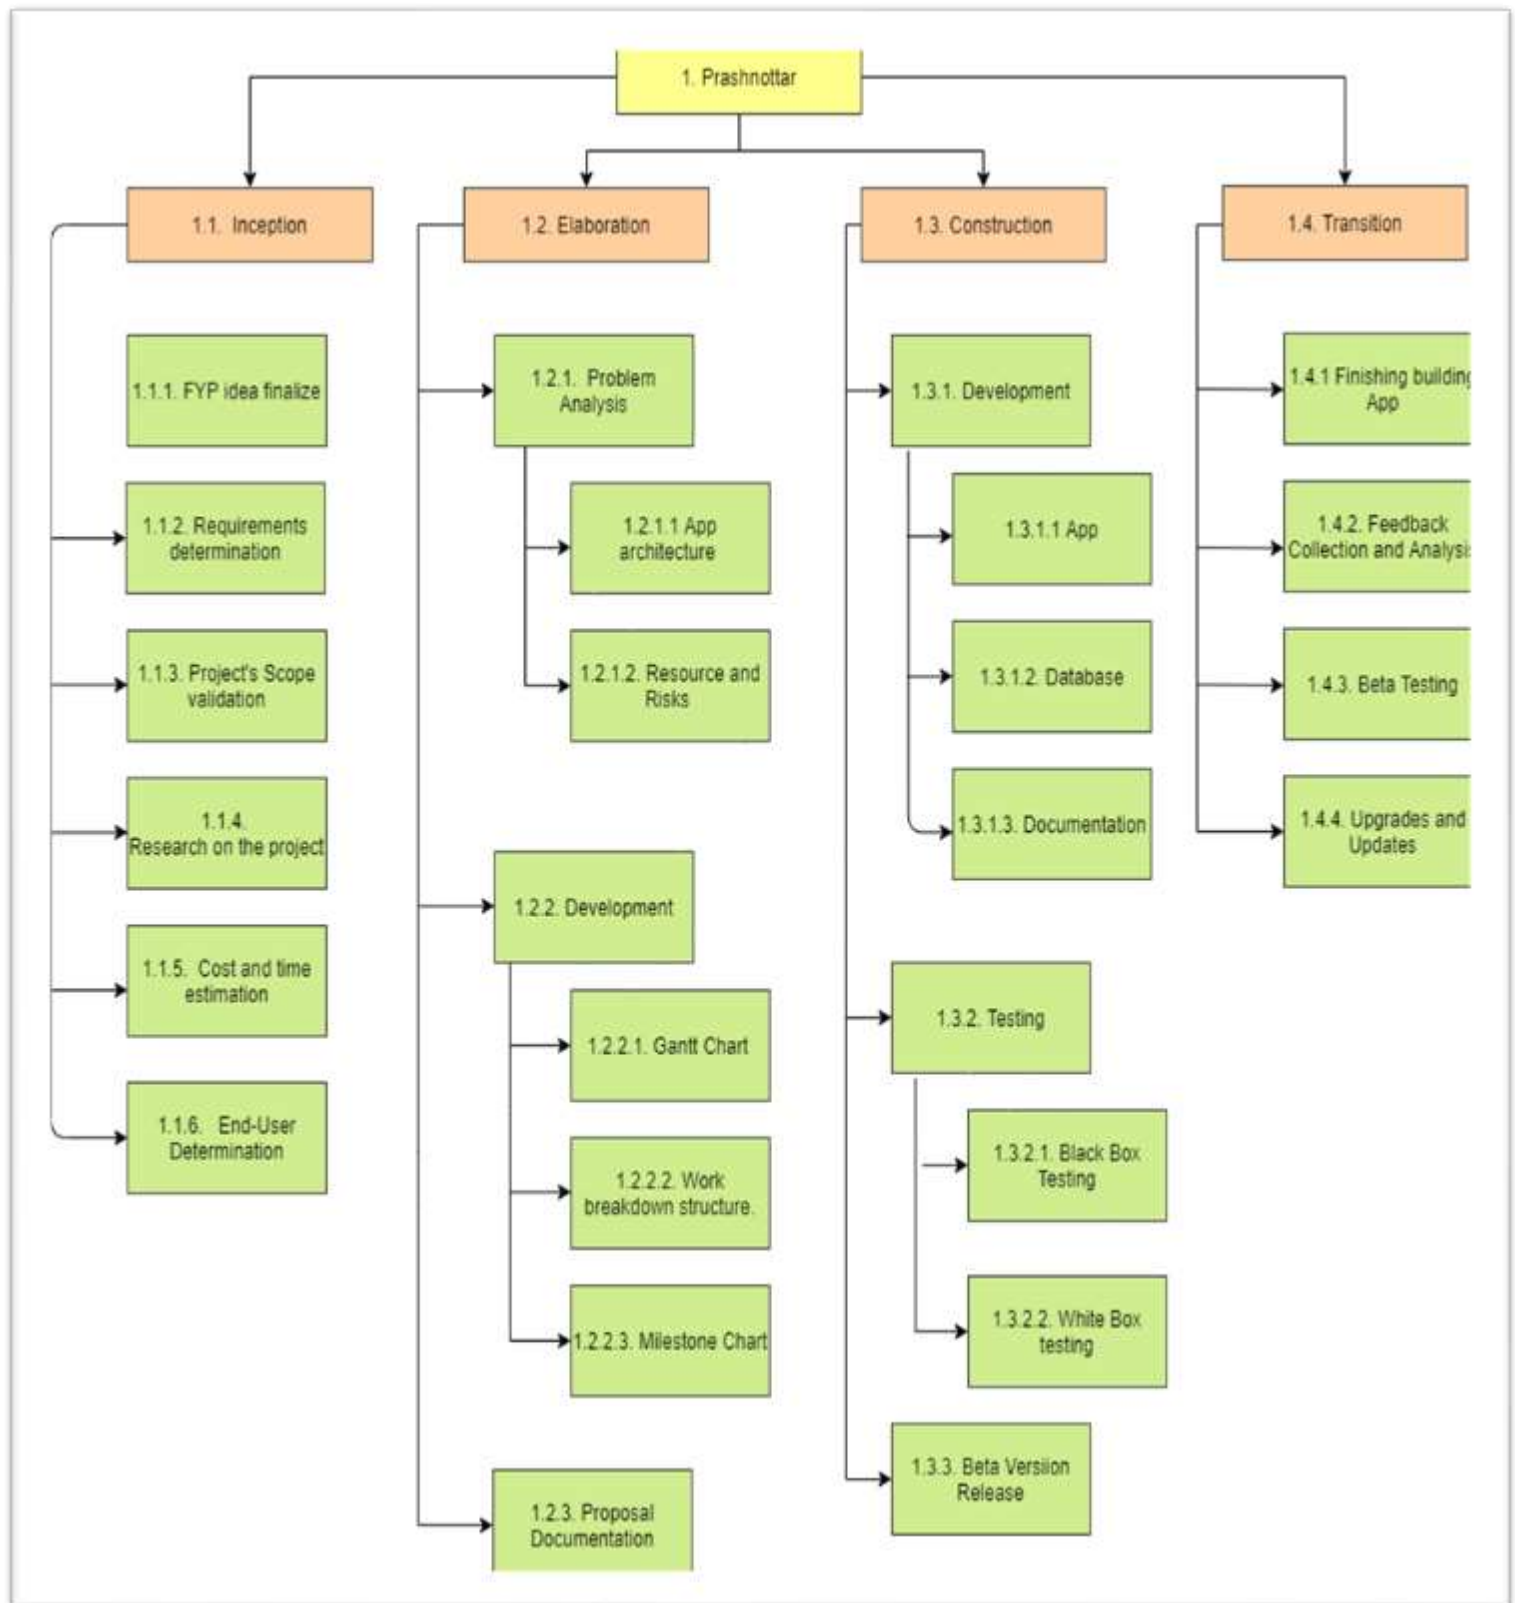 1. Prashnottar
1.1. Inception
1.2. Elaboration
1.3. Construction
1.4. Transition
1.1.1. FYP idea finalize
1.1.2. Requirements
determination
1.1.3. Project's Scope
validation
1.1.4.
Research on the project
1.1.5. Cost and time
estimation
1.1.6. End-User
Determination
1.2.1. Problem
Analysis
1.2.1.1 App
architecture
1.2.1.2. Resource and
Risks
1.2.2. Development
1.2.2.1. Gantt Chart
1.2.2.2. Work
breakdown structure.
1.2.2.3. Milestone Chart
1.2.3. Proposal
Documentation
1.3.1. Development
1.3.1.1 App
1.3.1.2. Database
1.3.1.3. Documentation
1.3.2. Testing
1.3.2.1. Black Box
Testing
1.3.2.2. White Box
testing
1.3.3. Beta Versiion
Release
1.4.1 Finishing building
App
1.4.2. Feedback
Collection and Analysis
1.4.3. Beta Testing
1.4.4. Upgrades and
Updates